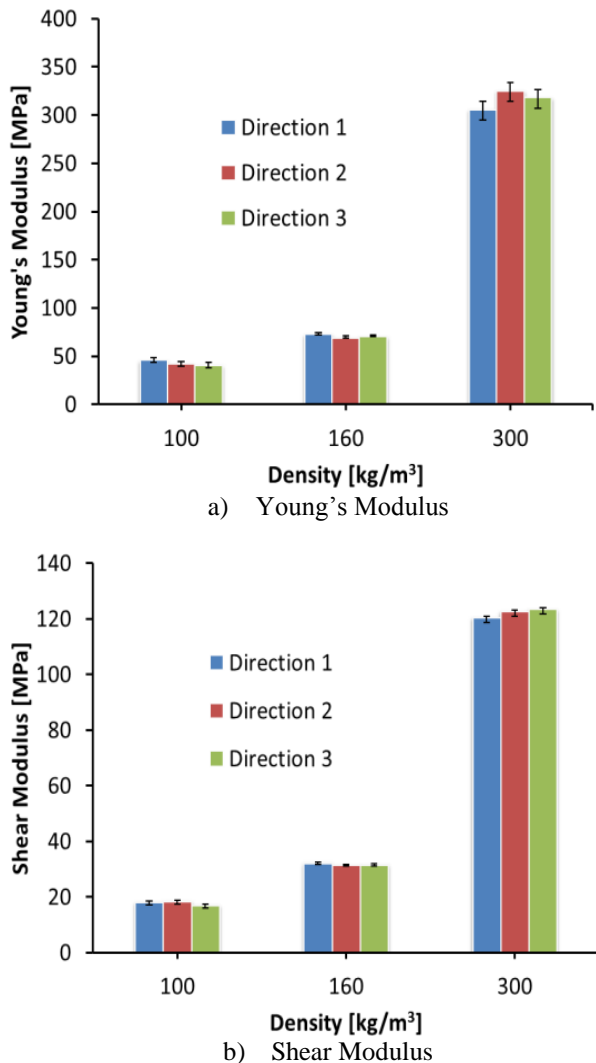 400
350
300
250
200
150
100
50
0
Young's Modulus [MPa]
Direction 1
Direction 2
Direction 3
100 160 300
Density [kg/m³]
a) Young’s Modulus
140
120
100
80
60
40
20
0
Shear Modulus [MPa]
Direction 1
Direction 2
Direction 3
100 160 300
Density [kg/m³]
b) Shear Modulus